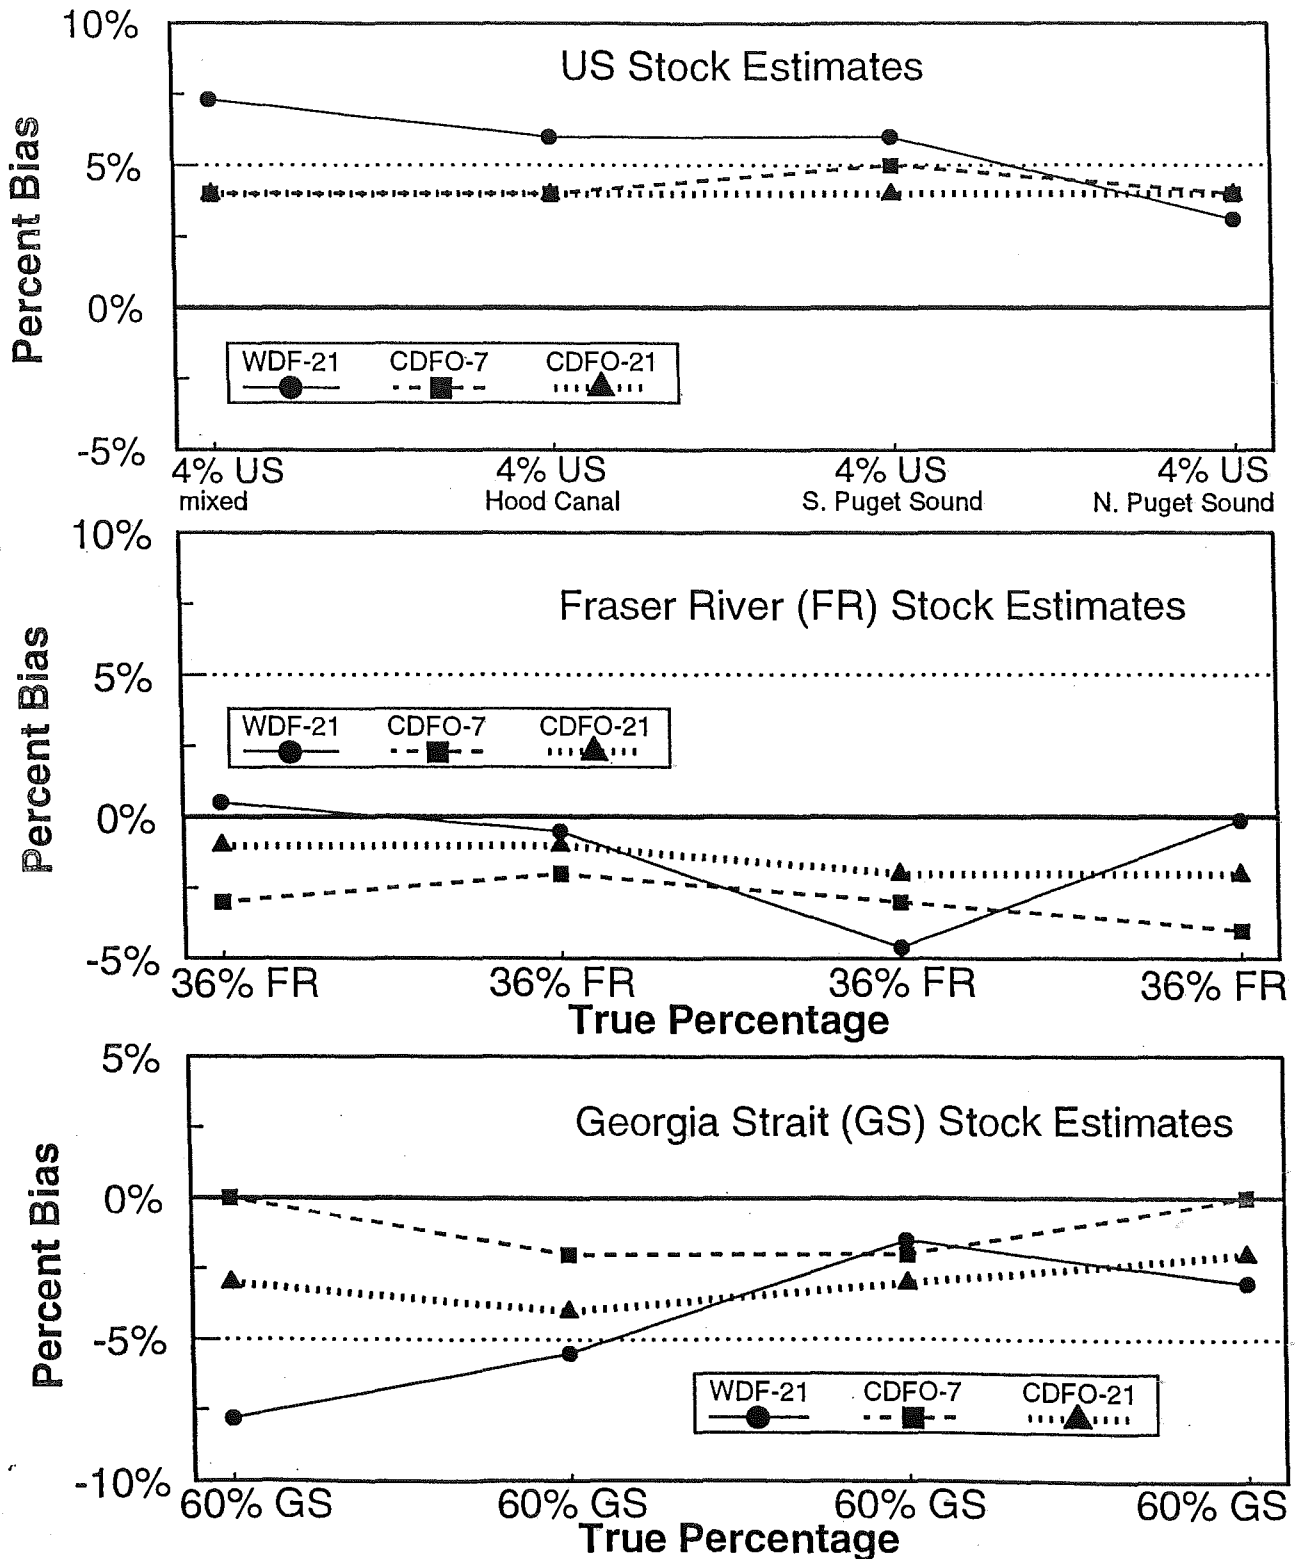 10%
US Stock Estimates
5%
Percent Bias
0%
WDF-21 CDFO-7 CDFO-21
-5%
4% US 4% US 4% US 4% US
mixed Hood Canal S. Puget Sound N. Puget Sound
10%
Fraser River (FR) Stock Estimates
5%
Percent Bias
WDF-21 CDFO-7 CDFO-21
0%
-5%
36% FR 36% FR 36% FR 36% FR
True Percentage
5%
Georgia Strait (GS) Stock Estimates
0%
Percent Bias
-5%
WDF-21 CDFO-7 CDFO-21
-10%
60% GS 60% GS 60% GS 60% GS
True Percentage